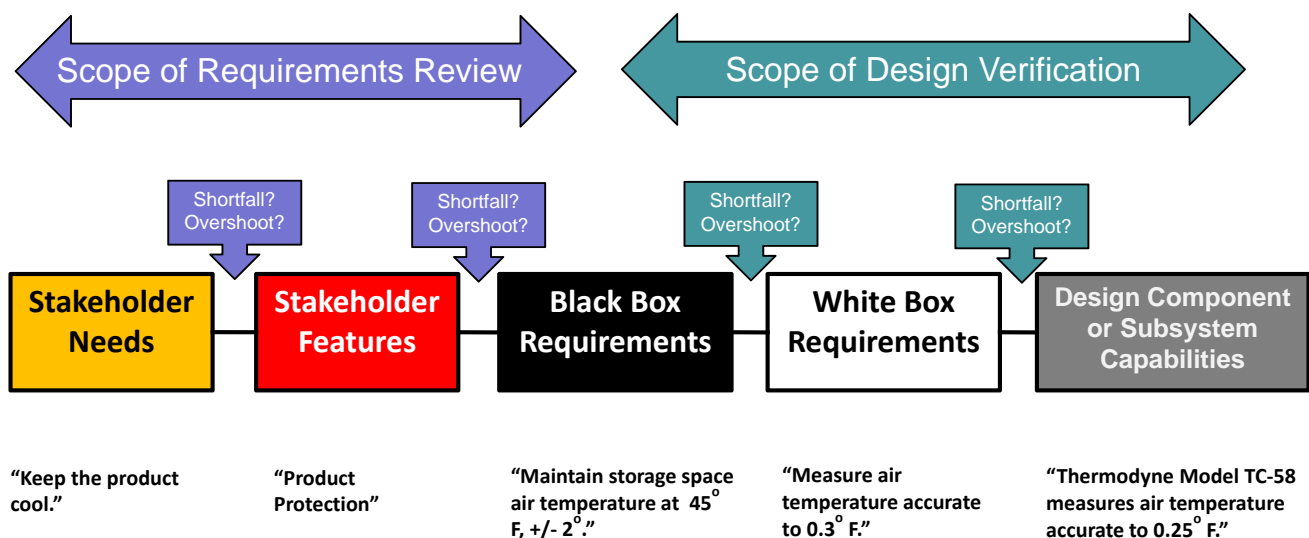 Scope of Requirements Review
Scope of Design Verification
Shortfall?
Overshoot?
Shortfall?
Overshoot?
Shortfall?
Overshoot?
Shortfall?
Overshoot?
Stakeholder
Needs
Stakeholder
Features
Black Box
Requirements
White Box
Requirements
Design Component
or Subsystem
Capabilities
“Keep the product
cool.”
“Product
Protection”
“Maintain storage space
air temperature at 45°
F, +/- 2°.”
“Measure air
temperature accurate
to 0.3° F.”
“Thermodyne Model TC-58
measures air temperature
accurate to 0.25° F.”